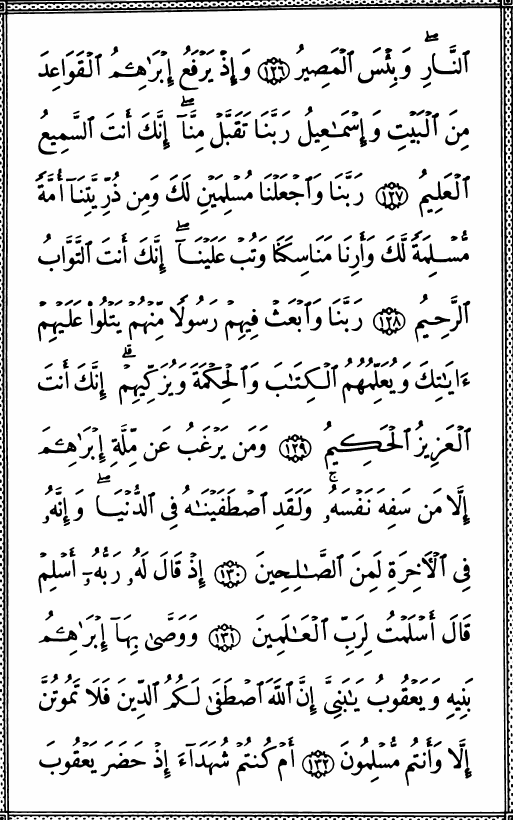 ٱلنَّارِۖ وَبِئْسَ ٱلْمَصِيرُ ١٢٦ وَإِذْ يَرْفَعُ إِبْرَٰهِـۧمُ ٱلْقَوَاعِدَ
مِنَ ٱلْبَيْتِ وَإِسْمَـٰعِيلُ رَبَّنَا تَقَبَّلْ مِنَّآۖ إِنَّكَ أَنتَ ٱلسَّمِيعُ
ٱلْعَلِيمُ ١٢٧ رَبَّنَا وَٱجْعَلْنَا مُسْلِمَيْنِ لَكَ وَمِن ذُرِّيَّتِنَآ أُمَّةً
مُّسْلِمَةً لَّكَ وَأَرِنَا مَنَاسِكَنَا وَتُبْ عَلَيْنَآۖ إِنَّكَ أَنتَ ٱلتَّوَّابُ
ٱلرَّحِيمُ ١٢٨ رَبَّنَا وَٱبْعَثْ فِيهِمْ رَسُولًا مِّنْهُمْ يَتْلُوا۟ عَلَيْهِمْ
ءَايَـٰتِكَ وَيُعَلِّمُهُمُ ٱلْكِتَـٰبَ وَٱلْحِكْمَةَ وَيُزَكِّيهِمْۗ إِنَّكَ أَنتَ
ٱلْعَزِيزُ ٱلْحَكِيمُ ١٢٩ وَمَن يَرْغَبُ عَن مِّلَّةِ إِبْرَٰهِـۧمَ
إِلَّا مَن سَفِهَ نَفْسَهُۥۚ وَلَقَدِ ٱصْطَفَيْنَـٰهُ فِى ٱلدُّنْيَاۖ وَإِنَّهُۥ
فِى ٱلْـَٔاخِرَةِ لَمِنَ ٱلصَّـٰلِحِينَ ١٣٠ إِذْ قَالَ لَهُۥ رَبُّهُۥٓ أَسْلِمْ
قَالَ أَسْلَمْتُ لِرَبِّ ٱلْعَـٰلَمِينَ ١٣١ وَوَصَّىٰ بِهَآ إِبْرَٰهِـۧمُ
بَنِيهِ وَيَعْقُوبُ يَـٰبَنِىَّ إِنَّ ٱللَّهَ ٱصْطَفَىٰ لَكُمُ ٱلدِّينَ فَلَا تَمُوتُنَّ
إِلَّا وَأَنتُم مُّسْلِمُونَ ١٣٢ أَمْ كُنتُمْ شُهَدَآءَ إِذْ حَضَرَ يَعْقُوبَ